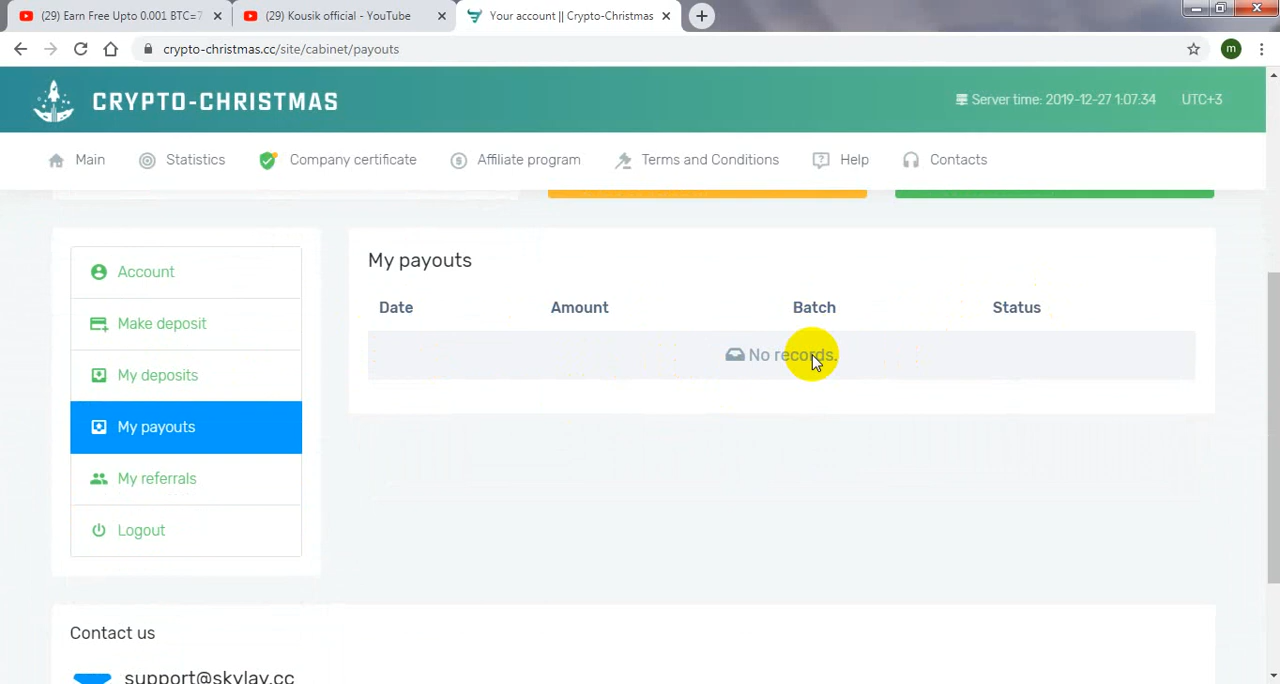 (29) Earn Free Upto 0.001 BTC=7
(29) Kousik official - YouTube
Your account || Crypto-Christmas
crypto-christmas.cc/site/cabinet/payouts
m
CRYPTO-CHRISTMAS
Server time: 2019-12-27 1:07:34 UTC+3
Main Statistics Company certificate Affiliate program Terms and Conditions Help Contacts
Account
Make deposit
My deposits
My payouts
My referrals
Logout
My payouts
Date Amount Batch Status
No records.
Contact us
support@skylay.cc